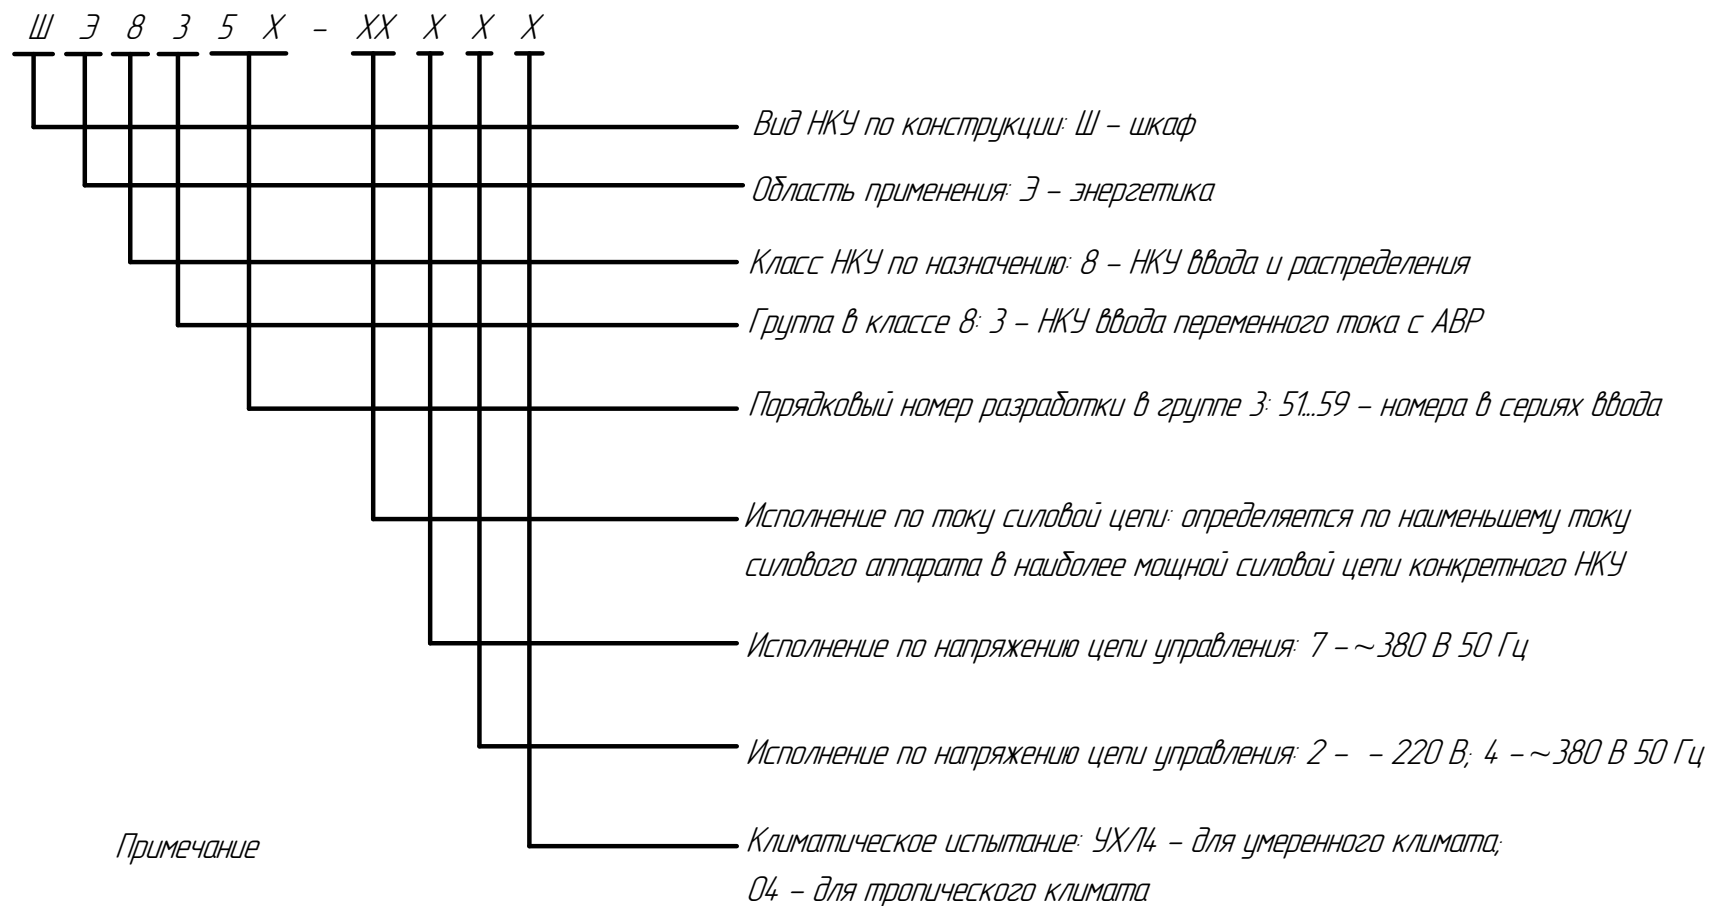 Ш Э 8 3 5 Х - ХХ Х Х Х
Вид НКУ по конструкции: Ш - шкаф
Область применения: Э - энергетика
Класс НКУ по назначению: 8 - НКУ ввода и распределения
Группа в классе 8: 3 - НКУ ввода переменного тока с АВР
Порядковый номер разработки в группе 3: 51...59 - номера в сериях ввода
Исполнение по току силовой цепи: определяется по наименьшему току
силового аппарата в наиболее мощной силовой цепи конкретного НКУ
Исполнение по напряжению цепи управления: 7 - ~380 В 50 Гц
Исполнение по напряжению цепи управления: 2 - - 220 В; 4 - ~380 В 50 Гц
Климатическое испытание: УХЛ4 - для умеренного климата;
О4 - для тропического климата
Примечание